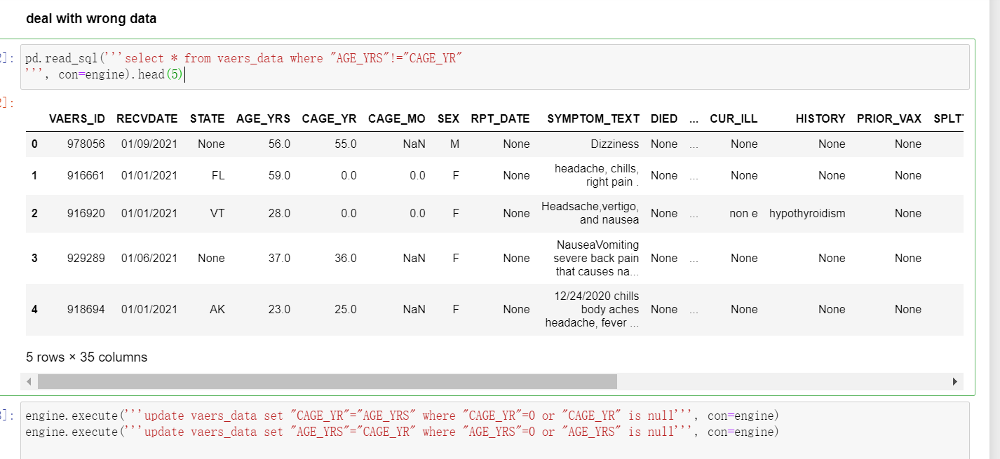 deal with wrong data
]: pd.read_sql('''select * from vaers_data where "AGE_YRS"!="CAGE_YR"
''', con=engine).head(5)
]:
VAERS_ID RECVDATE STATE AGE_YRS CAGE_YR CAGE_MO SEX RPT_DATE SYMPTOM_TEXT DIED ... CUR_ILL HISTORY PRIOR_VAX SPLT
0 978056 01/09/2021 None 56.0 55.0 NaN M None Dizziness None ... None None None
1 916661 01/01/2021 FL 59.0 0.0 0.0 F None headache, chills, right pain . None ... None None None
2 916920 01/01/2021 VT 28.0 0.0 0.0 F None Headsache,vertigo, and nausea None ... non e hypothyroidism None
3 929289 01/06/2021 None 37.0 36.0 NaN F None NauseaVomiting severe back pain that causes na... None ... None None None
4 918694 01/01/2021 AK 23.0 25.0 NaN F None 12/24/2020 chills body aches headache, fever ... None ... None None None
5 rows × 35 columns
]: engine.execute('''update vaers_data set "CAGE_YR"="AGE_YRS" where "CAGE_YR"=0 or "CAGE_YR" is null''', con=engine)
engine.execute('''update vaers_data set "AGE_YRS"="CAGE_YR" where "AGE_YRS"=0 or "AGE_YRS" is null''', con=engine)